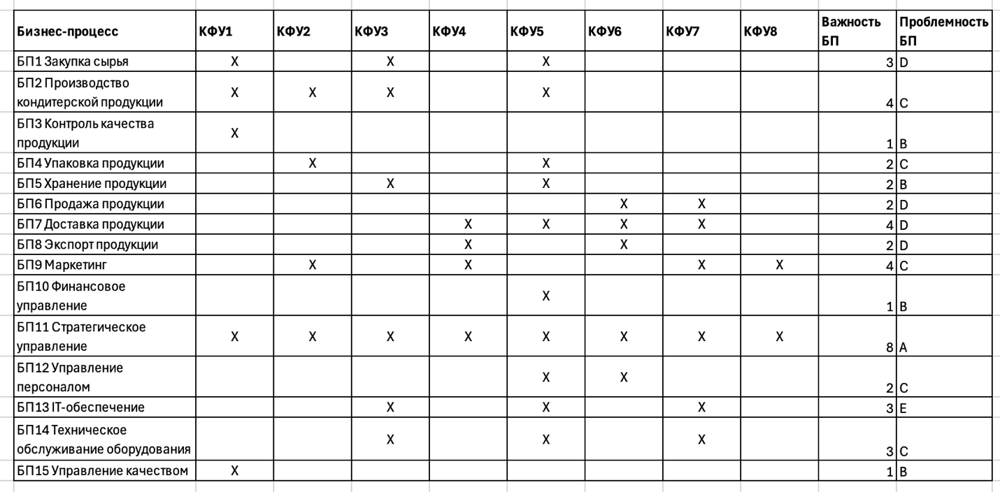 Бизнес-процесс КФУ1 КФУ2 КФУ3 КФУ4 КФУ5 КФУ6 КФУ7 КФУ8 Важность БП Проблемность БП
БП1 Закупка сырья X X X 3 D
БП2 Производство кондитерской продукции X X X X 4 C
БП3 Контроль качества продукции X 1 B
БП4 Упаковка продукции X X 2 C
БП5 Хранение продукции X X 2 B
БП6 Продажа продукции X X 2 D
БП7 Доставка продукции X X X X 4 D
БП8 Экспорт продукции X X 2 D
БП9 Маркетинг X X X X 4 C
БП10 Финансовое управление X 1 B
БП11 Стратегическое управление X X X X X X X X 8 A
БП12 Управление персоналом X X 2 C
БП13 IT-обеспечение X X X 3 E
БП14 Техническое обслуживание оборудования X X X 3 C
БП15 Управление качеством X 1 B